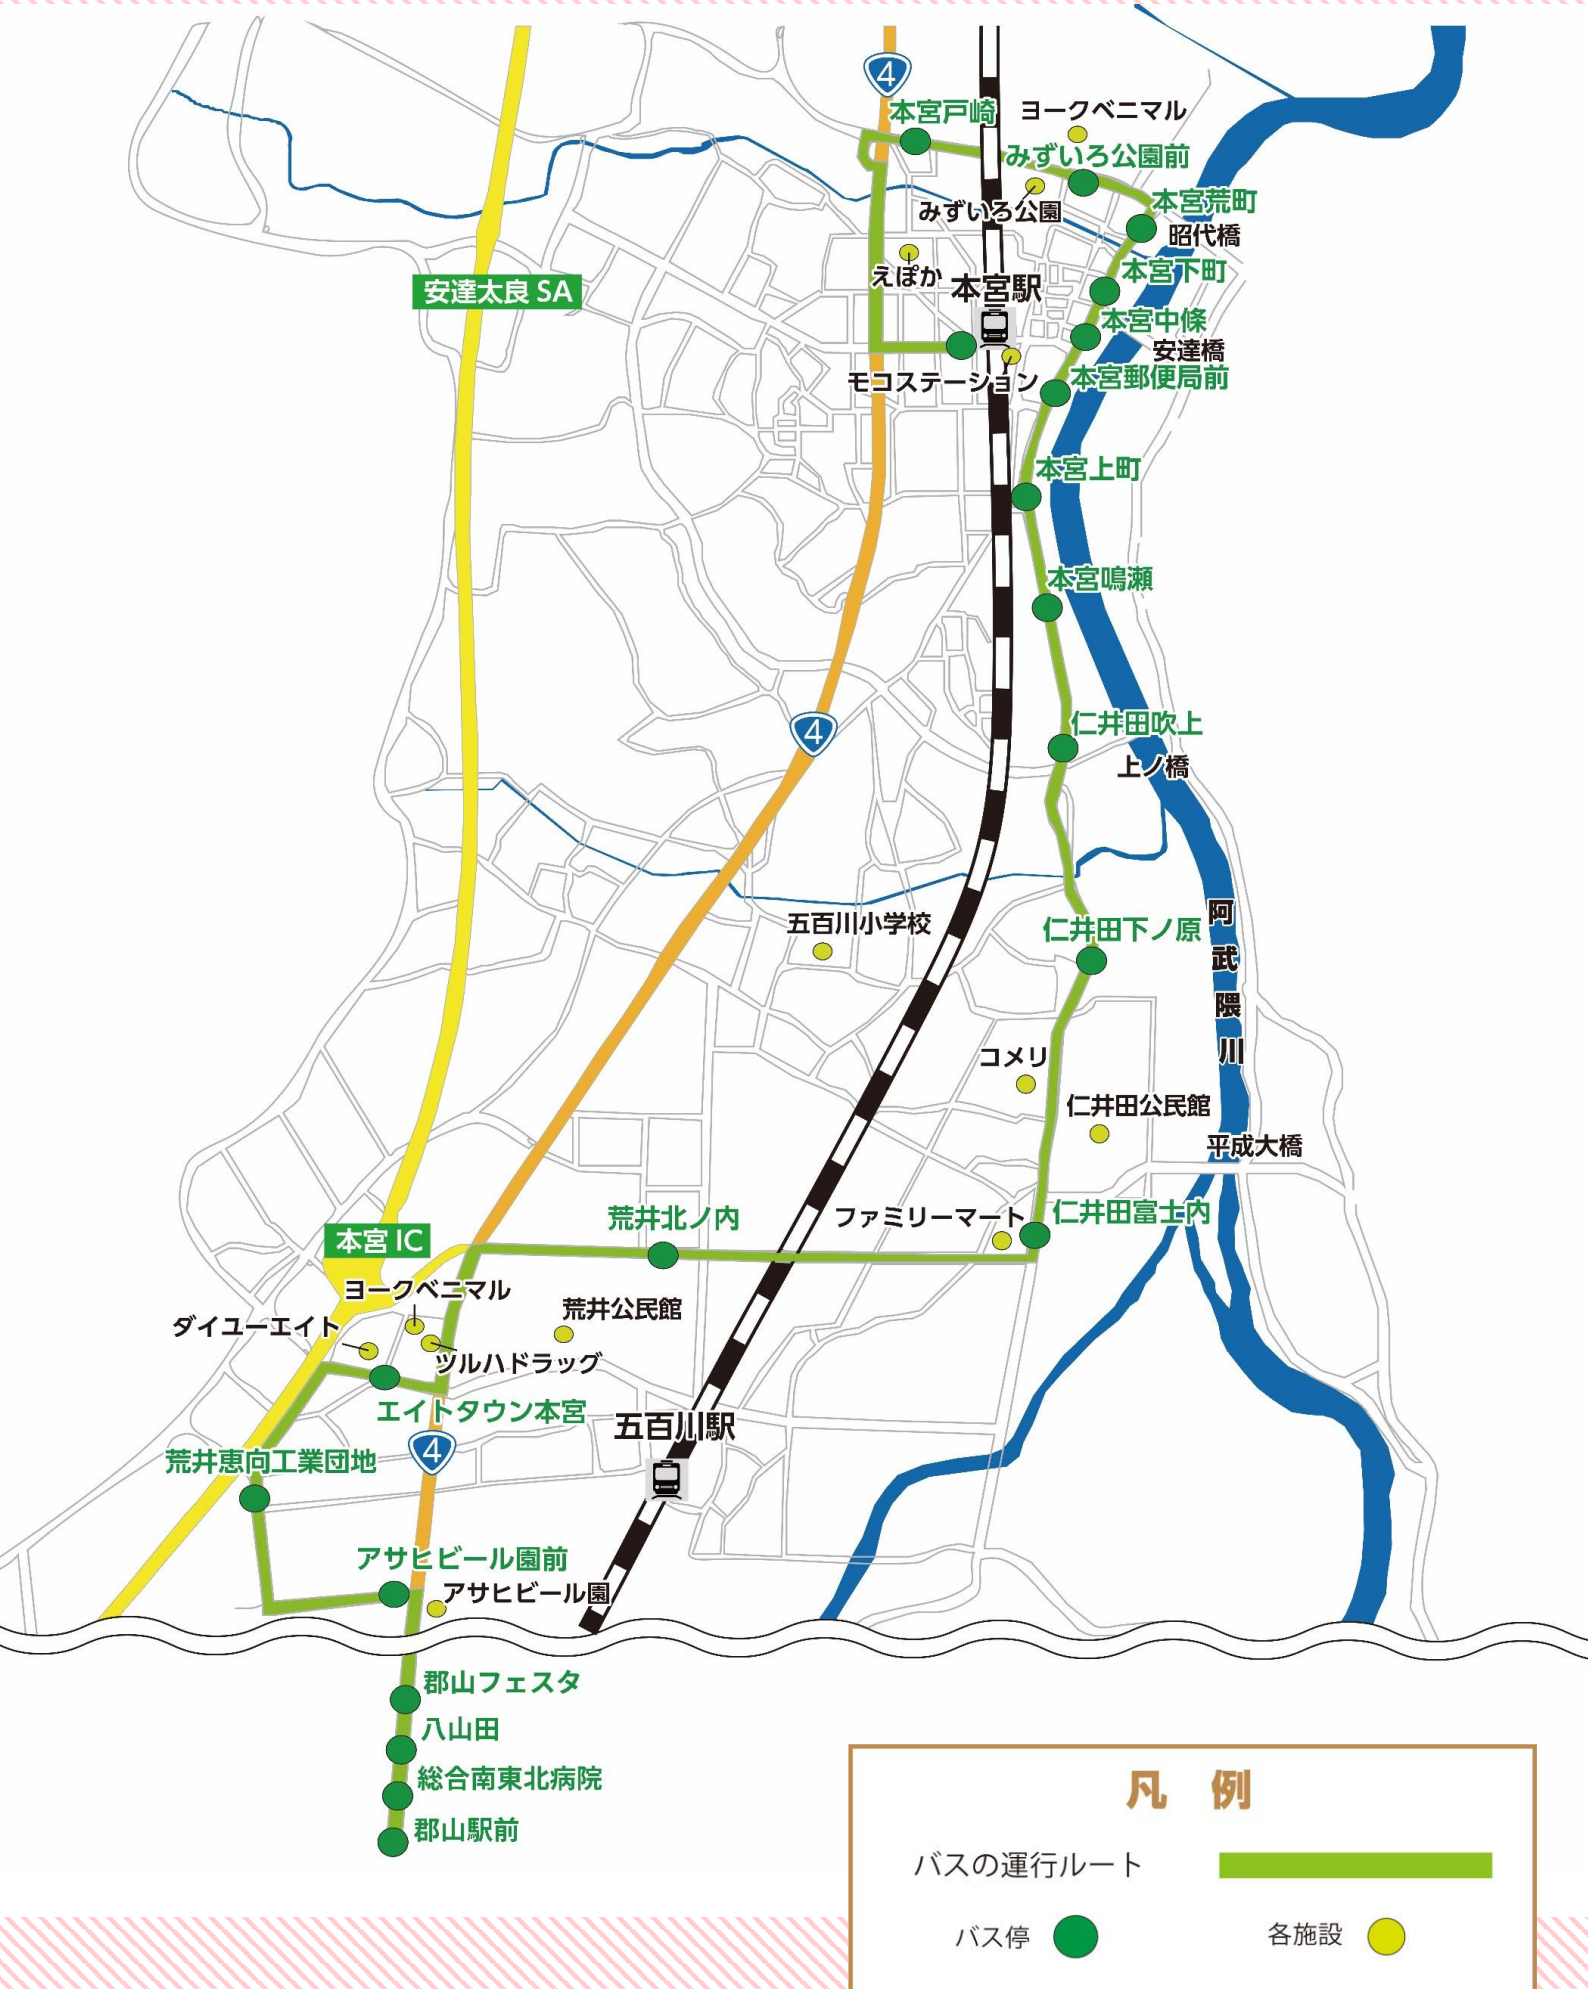 4
本宮戸崎
ヨークベニマル
みずいろ公園前
本宮荒町
みずいろ公園
昭代橋
えぽか
本宮駅
本宮下町
安達太良 SA
本宮中條
安達橋
モコステーション
本宮郵便局前
本宮上町
本宮鳴瀬
仁井田吹上
4
上ノ橋
五百川小学校
仁井田下ノ原
阿武隈川
コメリ
仁井田公民館
平成大橋
荒井北ノ内
ファミリーマート
仁井田富士内
本宮 IC
ヨークベニマル
荒井公民館
ダイユーエイト
ツルハドラッグ
エイトタウン本宮
五百川駅
4
荒井恵向工業団地
アサヒビール園前
アサヒビール園
郡山フェスタ
八山田
総合南東北病院
郡山駅前
凡 例
バスの運行ルート
バス停
各施設